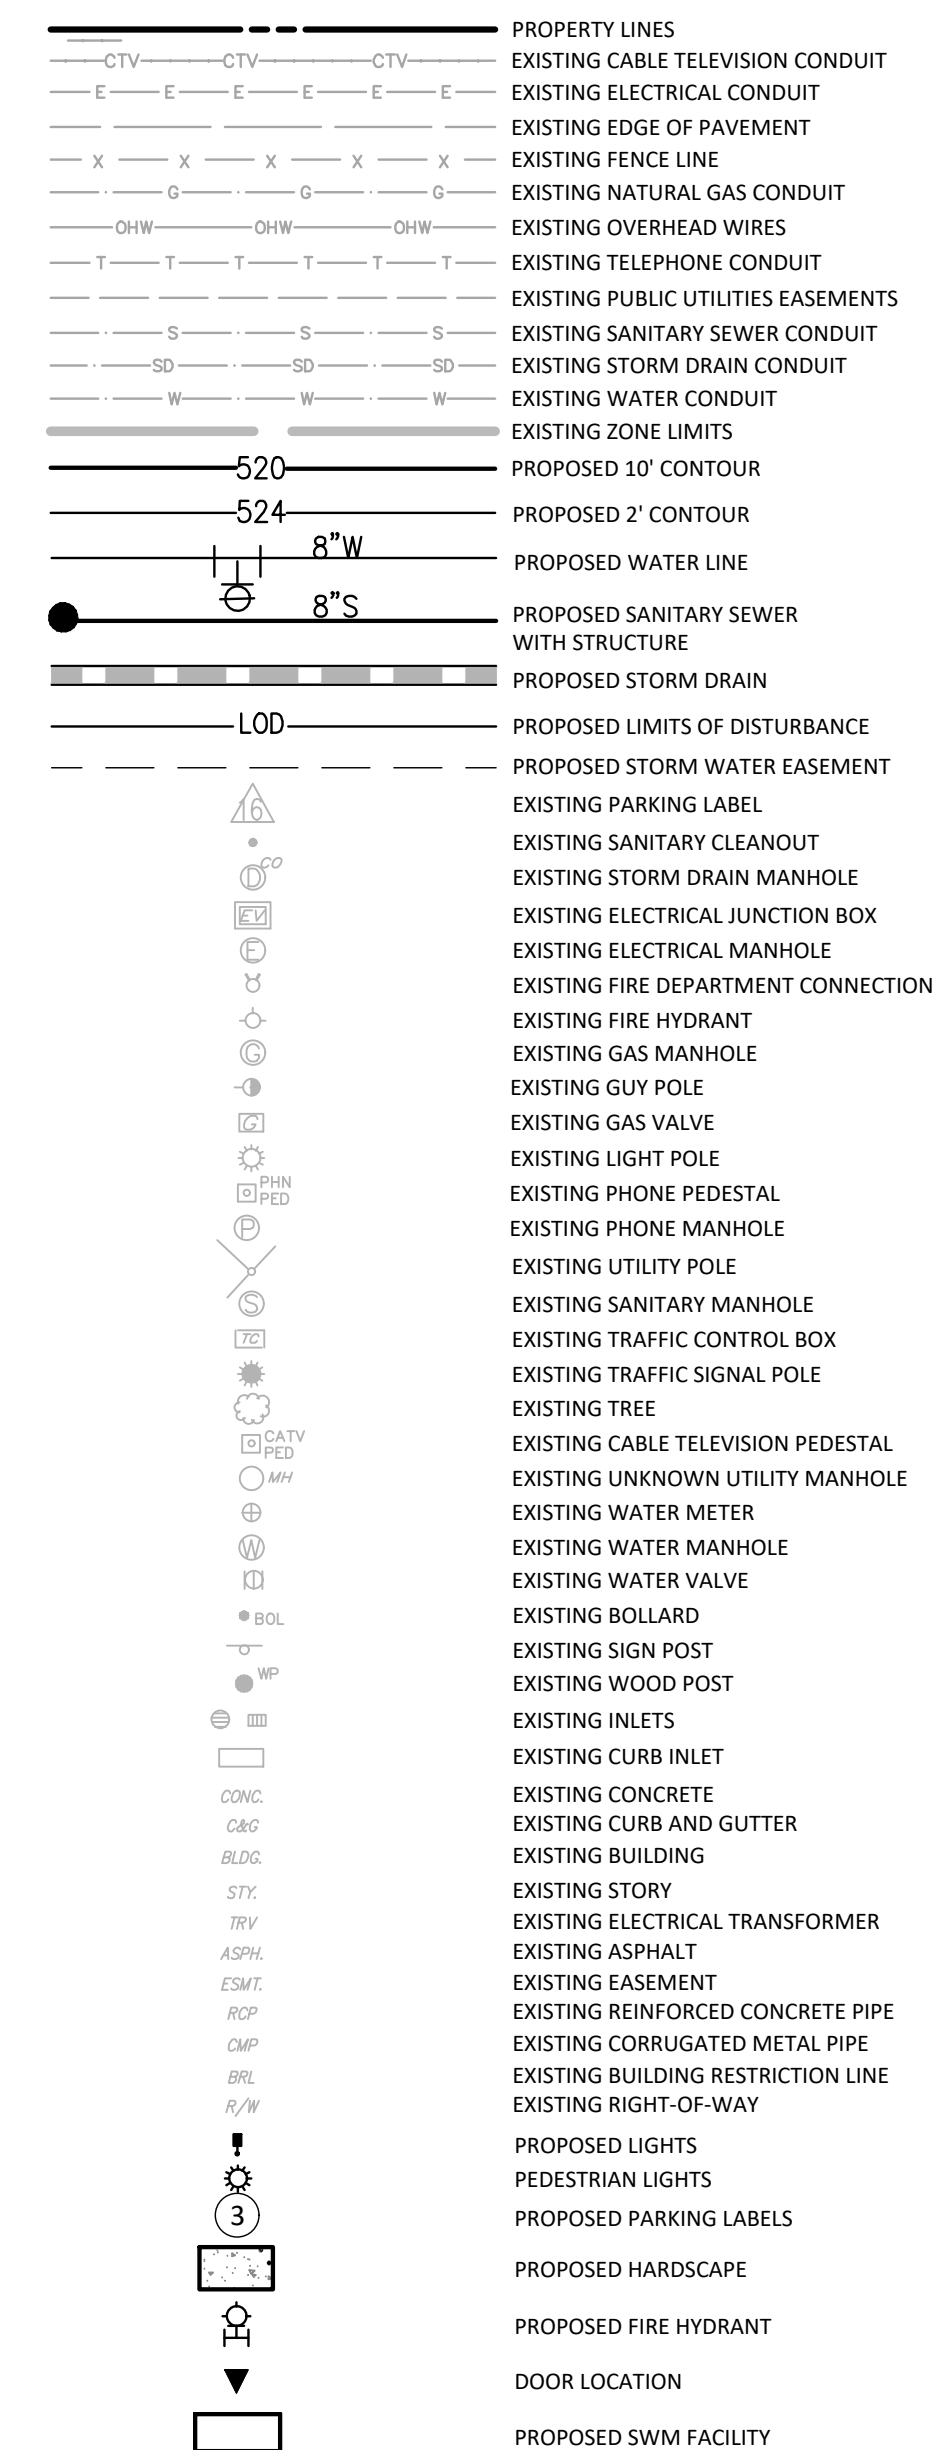 PROPERTY LINES
CTV CTV CTV EXISTING CABLE TELEVISION CONDUIT
E E E E E E EXISTING ELECTRICAL CONDUIT
EXISTING EDGE OF PAVEMENT
X X X X X EXISTING FENCE LINE
G G G EXISTING NATURAL GAS CONDUIT
OHW OHW OHW EXISTING OVERHEAD WIRES
T T T T T T EXISTING TELEPHONE CONDUIT
EXISTING PUBLIC UTILITIES EASEMENTS
S S S EXISTING SANITARY SEWER CONDUIT
SD SD SD EXISTING STORM DRAIN CONDUIT
W W W EXISTING WATER CONDUIT
EXISTING ZONE LIMITS
520 PROPOSED 10' CONTOUR
524 PROPOSED 2' CONTOUR
8"W PROPOSED WATER LINE
8"S PROPOSED SANITARY SEWER
WITH STRUCTURE
PROPOSED STORM DRAIN
LOD PROPOSED LIMITS OF DISTURBANCE
PROPOSED STORM WATER EASEMENT
16 EXISTING PARKING LABEL
EXISTING SANITARY CLEANOUT
CO
D EXISTING STORM DRAIN MANHOLE
EV EXISTING ELECTRICAL JUNCTION BOX
E EXISTING ELECTRICAL MANHOLE
EXISTING FIRE DEPARTMENT CONNECTION
EXISTING FIRE HYDRANT
G EXISTING GAS MANHOLE
EXISTING GUY POLE
G EXISTING GAS VALVE
EXISTING LIGHT POLE
PHN
PED EXISTING PHONE PEDESTAL
P EXISTING PHONE MANHOLE
EXISTING UTILITY POLE
S EXISTING SANITARY MANHOLE
TC EXISTING TRAFFIC CONTROL BOX
EXISTING TRAFFIC SIGNAL POLE
EXISTING TREE
CATV
PED EXISTING CABLE TELEVISION PEDESTAL
MH EXISTING UNKNOWN UTILITY MANHOLE
EXISTING WATER METER
W EXISTING WATER MANHOLE
EXISTING WATER VALVE
BOL EXISTING BOLLARD
EXISTING SIGN POST
WP EXISTING WOOD POST
EXISTING INLETS
EXISTING CURB INLET
CONC. EXISTING CONCRETE
C&G EXISTING CURB AND GUTTER
BLDG. EXISTING BUILDING
STY. EXISTING STORY
TRV EXISTING ELECTRICAL TRANSFORMER
ASPH. EXISTING ASPHALT
ESMT. EXISTING EASEMENT
RCP EXISTING REINFORCED CONCRETE PIPE
CMP EXISTING CORRUGATED METAL PIPE
BRL EXISTING BUILDING RESTRICTION LINE
R/W EXISTING RIGHT-OF-WAY
PROPOSED LIGHTS
PEDESTRIAN LIGHTS
3 PROPOSED PARKING LABELS
PROPOSED HARDSCAPE
PROPOSED FIRE HYDRANT
DOOR LOCATION
PROPOSED SWM FACILITY